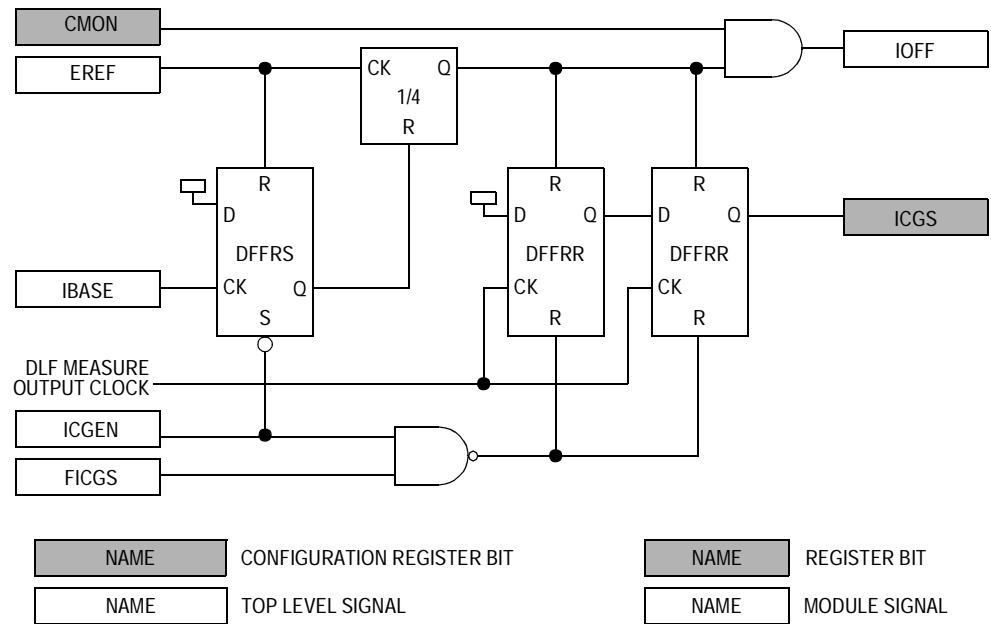 CMON
EREF
CK Q
1/4
R
IOFF
R
D
DFFRS
CK Q
S
R
D Q
DFFRR
CK
R
R
D Q
DFFRR
CK
R
ICGS
IBASE
DLF MEASURE
OUTPUT CLOCK
ICGEN
FICGS
NAME CONFIGURATION REGISTER BIT
NAME REGISTER BIT
NAME TOP LEVEL SIGNAL
NAME MODULE SIGNAL